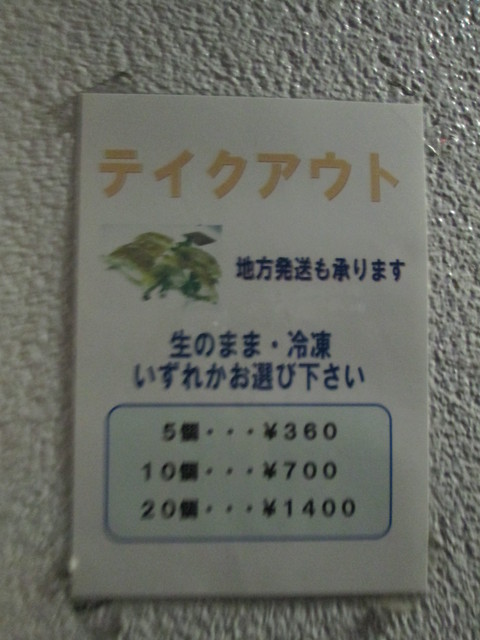 テイクアウト
地方発送も承ります
生のまま・冷凍
いずれかお選び下さい
5個・・・¥360
10個・・・¥700
20個・・・¥1400